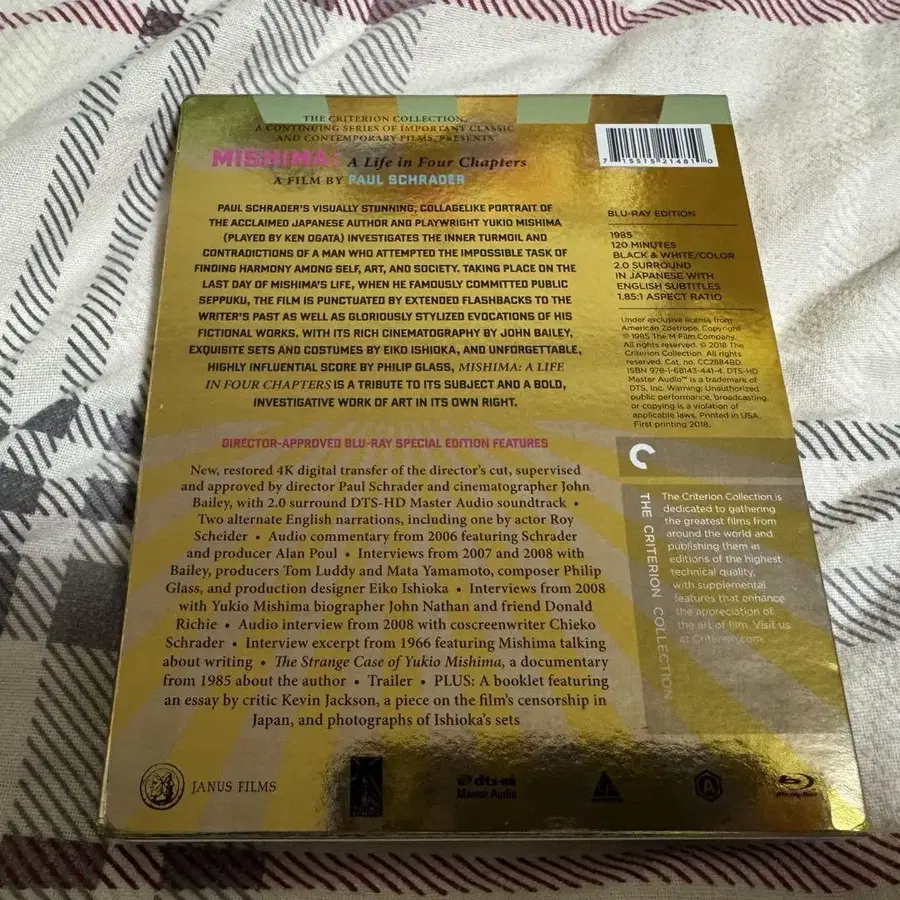 THE CRITERION COLLECTION,
A CONTINUING SERIES OF IMPORTANT CLASSIC
AND CONTEMPORARY FILMS, PRESENTS
MISHIMA: A Life in Four Chapters
A FILM BY PAUL SCHRADER
PAUL SCHRADER'S VISUALLY STUNNING, COLLAGELIKE PORTRAIT OF
THE ACCLAIMED JAPANESE AUTHOR AND PLAYWRIGHT YUKIO MISHIMA
(PLAYED BY KEN OGATA) INVESTIGATES THE INNER TURMOIL AND
CONTRADICTIONS OF A MAN WHO ATTEMPTED THE IMPOSSIBLE TASK OF
FINDING HARMONY AMONG SELF, ART, AND SOCIETY. TAKING PLACE ON THE
LAST DAY OF MISHIMA'S LIFE, WHEN HE FAMOUSLY COMMITTED PUBLIC
SEPPUKU, THE FILM IS PUNCTUATED BY EXTENDED FLASHBACKS TO THE
WRITER'S PAST AS WELL AS GLORIOUSLY STYLIZED EVOCATIONS OF HIS
FICTIONAL WORKS. WITH ITS RICH CINEMATOGRAPHY BY JOHN BAILEY,
EXQUISITE SETS AND COSTUMES BY EIKO ISHIOKA, AND UNFORGETTABLE,
HIGHLY INFLUENTIAL SCORE BY PHILIP GLASS, MISHIMA: A LIFE
IN FOUR CHAPTERS IS A TRIBUTE TO ITS SUBJECT AND A BOLD,
INVESTIGATIVE WORK OF ART IN ITS OWN RIGHT.
DIRECTOR-APPROVED BLU-RAY SPECIAL EDITION FEATURES
New, restored 4K digital transfer of the director's cut, supervised
and approved by director Paul Schrader and cinematographer John
Bailey, with 2.0 surround DTS-HD Master Audio soundtrack •
Two alternate English narrations, including one by actor Roy
Scheider • Audio commentary from 2006 featuring Schrader
and producer Alan Poul • Interviews from 2007 and 2008 with
Bailey, producers Tom Luddy and Mata Yamamoto, composer Philip
Glass, and production designer Eiko Ishioka • Interviews from 2008
with Yukio Mishima biographer John Nathan and friend Donald
Richie • Audio interview from 2008 with coscreenwriter Chieko
Schrader • Interview excerpt from 1966 featuring Mishima talking
about writing • The Strange Case of Yukio Mishima, a documentary
from 1985 about the author • Trailer • PLUS: A booklet featuring
an essay by critic Kevin Jackson, a piece on the film's censorship in
Japan, and photographs of Ishioka's sets
7 15515 21481 0
BLU-RAY EDITION
1985
120 MINUTES
BLACK & WHITE/COLOR
2.0 SURROUND
IN JAPANESE WITH
ENGLISH SUBTITLES
1.85:1 ASPECT RATIO
Under exclusive license from
American Zoetrope. Copyright
© 1985 The M Film Company.
All rights reserved. © 2018 The
Criterion Collection. All rights
reserved. Cat. no. CC2884BD.
ISBN 978-1-68143-441-4. DTS-HD
Master Audio™ is a trademark of
DTS, Inc. Warning: Unauthorized
public performance, broadcasting,
or copying is a violation of
applicable laws. Printed in USA.
First printing 2018.
THE CRITERION COLLECTION
The Criterion Collection is
dedicated to gathering
the greatest films from
around the world and
publishing them in
editions of the highest
technical quality,
with supplemental
features that enhance
the appreciation of
the art of film. Visit us
at Criterion.com.
JANUS FILMS
dts-HD
Master Audio
A
Blu-ray Disc